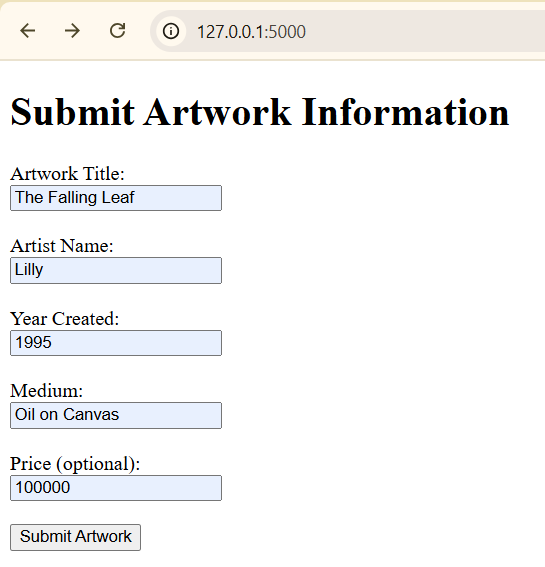 127.0.0.1:5000
Submit Artwork Information
Artwork Title:
The Falling Leaf
Artist Name:
Lilly
Year Created:
1995
Medium:
Oil on Canvas
Price (optional):
100000
Submit Artwork